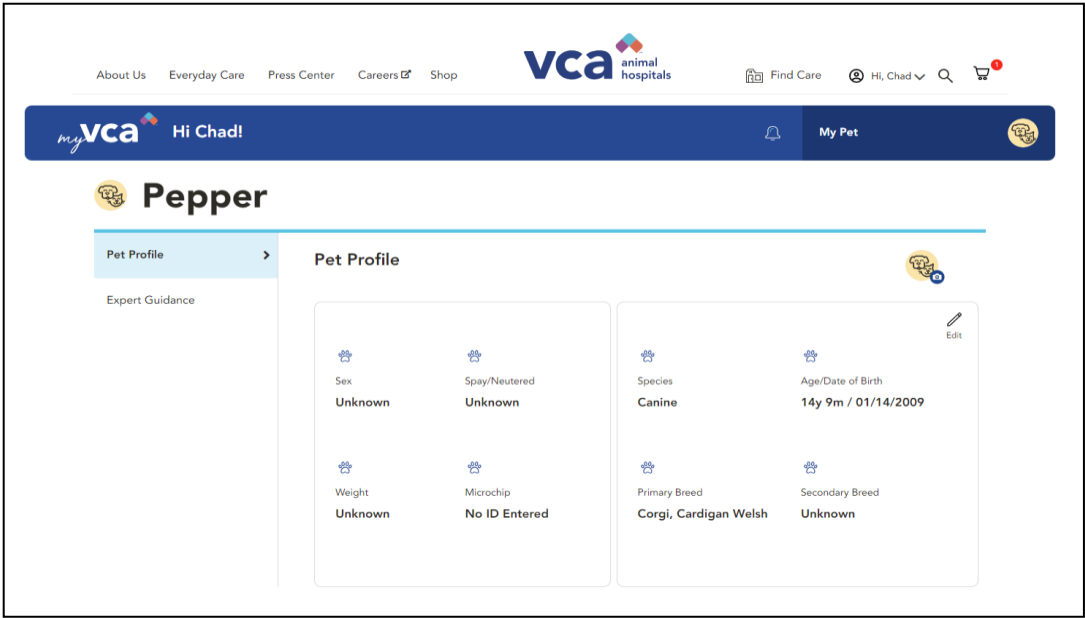 vca animal hospitals
About Us Everyday Care Press Center Careers Shop
Find Care Hi, Chad 1
myvca Hi Chad! My Pet
Pepper
Pet Profile
Expert Guidance
Pet Profile
Edit
Sex Spay/Neutered
Unknown Unknown
Weight Microchip
Unknown No ID Entered
Species Age/Date of Birth
Canine 14y 9m / 01/14/2009
Primary Breed Secondary Breed
Corgi, Cardigan Welsh Unknown